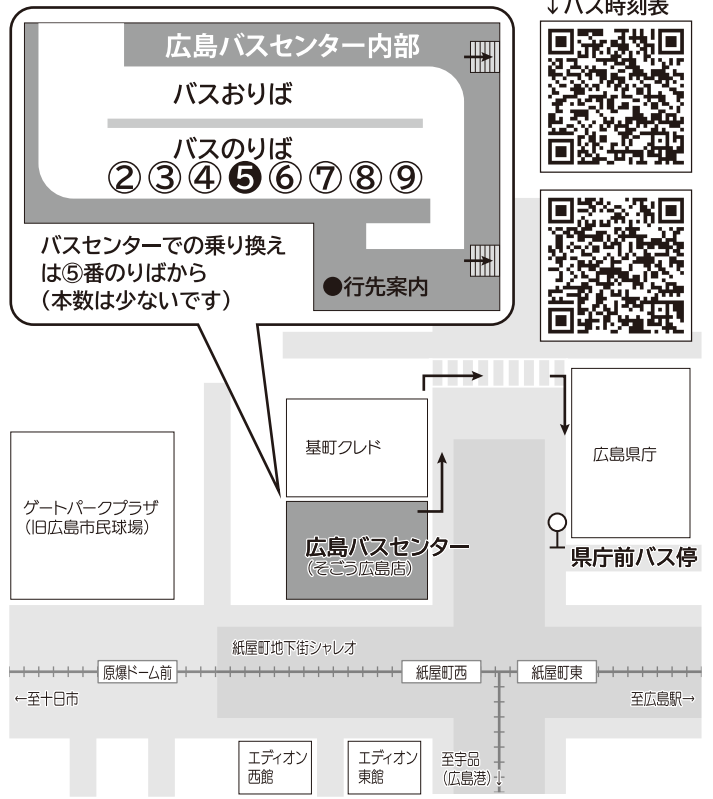 ↓バス時刻表
広島バスセンター内部
バスおりば
バスのりば
②③④❺⑥⑦⑧⑨
バスセンターでの乗り換え
は⑤番のりばから
(本数は少ないです)
●行先案内
基町クレド
広島県庁
ゲートパークプラザ
(旧広島市民球場)
広島バスセンター
(そごう広島店)
県庁前バス停
紙屋町地下街シャレオ
原爆ドーム前
紙屋町西
紙屋町東
←至十日市
至広島駅→
エディオン
西館
エディオン
東館
至宇品
(広島港)↓